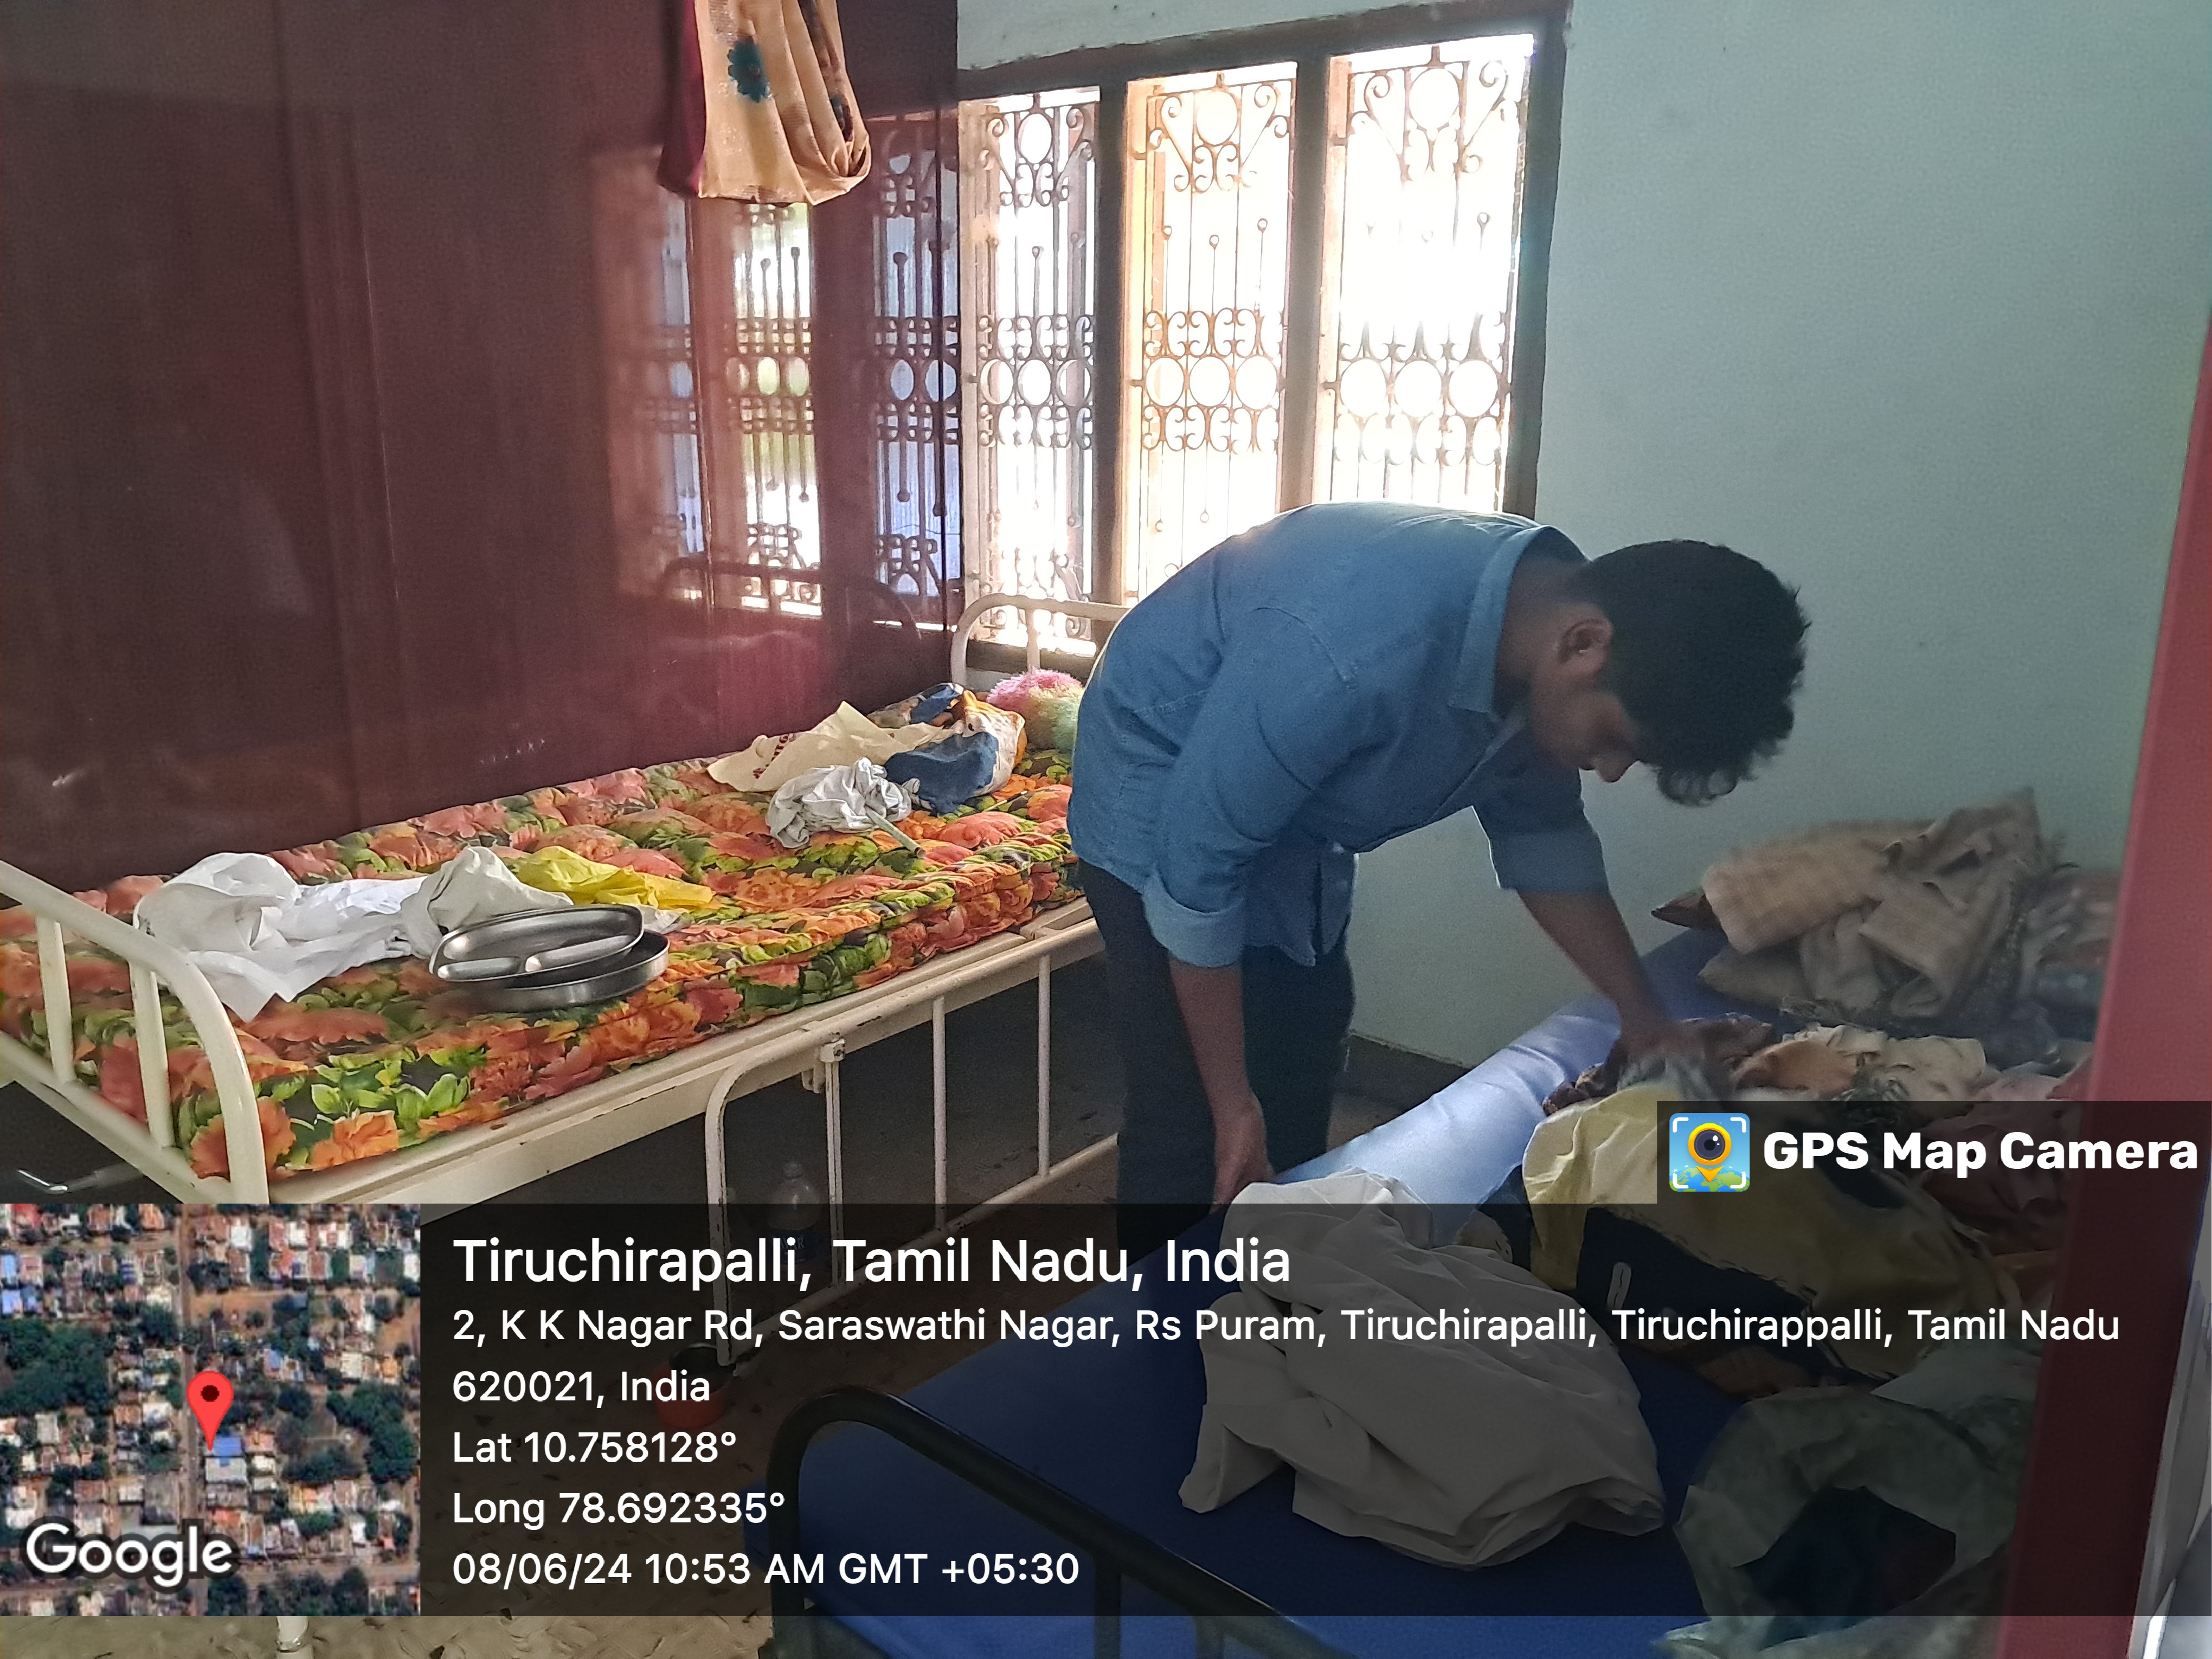 GPS Map Camera
Tiruchirapalli, Tamil Nadu, India
2, K K Nagar Rd, Saraswathi Nagar, Rs Puram, Tiruchirapalli, Tiruchirappalli, Tamil Nadu
620021, India
Lat 10.758128°
Long 78.692335°
08/06/24 10:53 AM GMT +05:30
Google